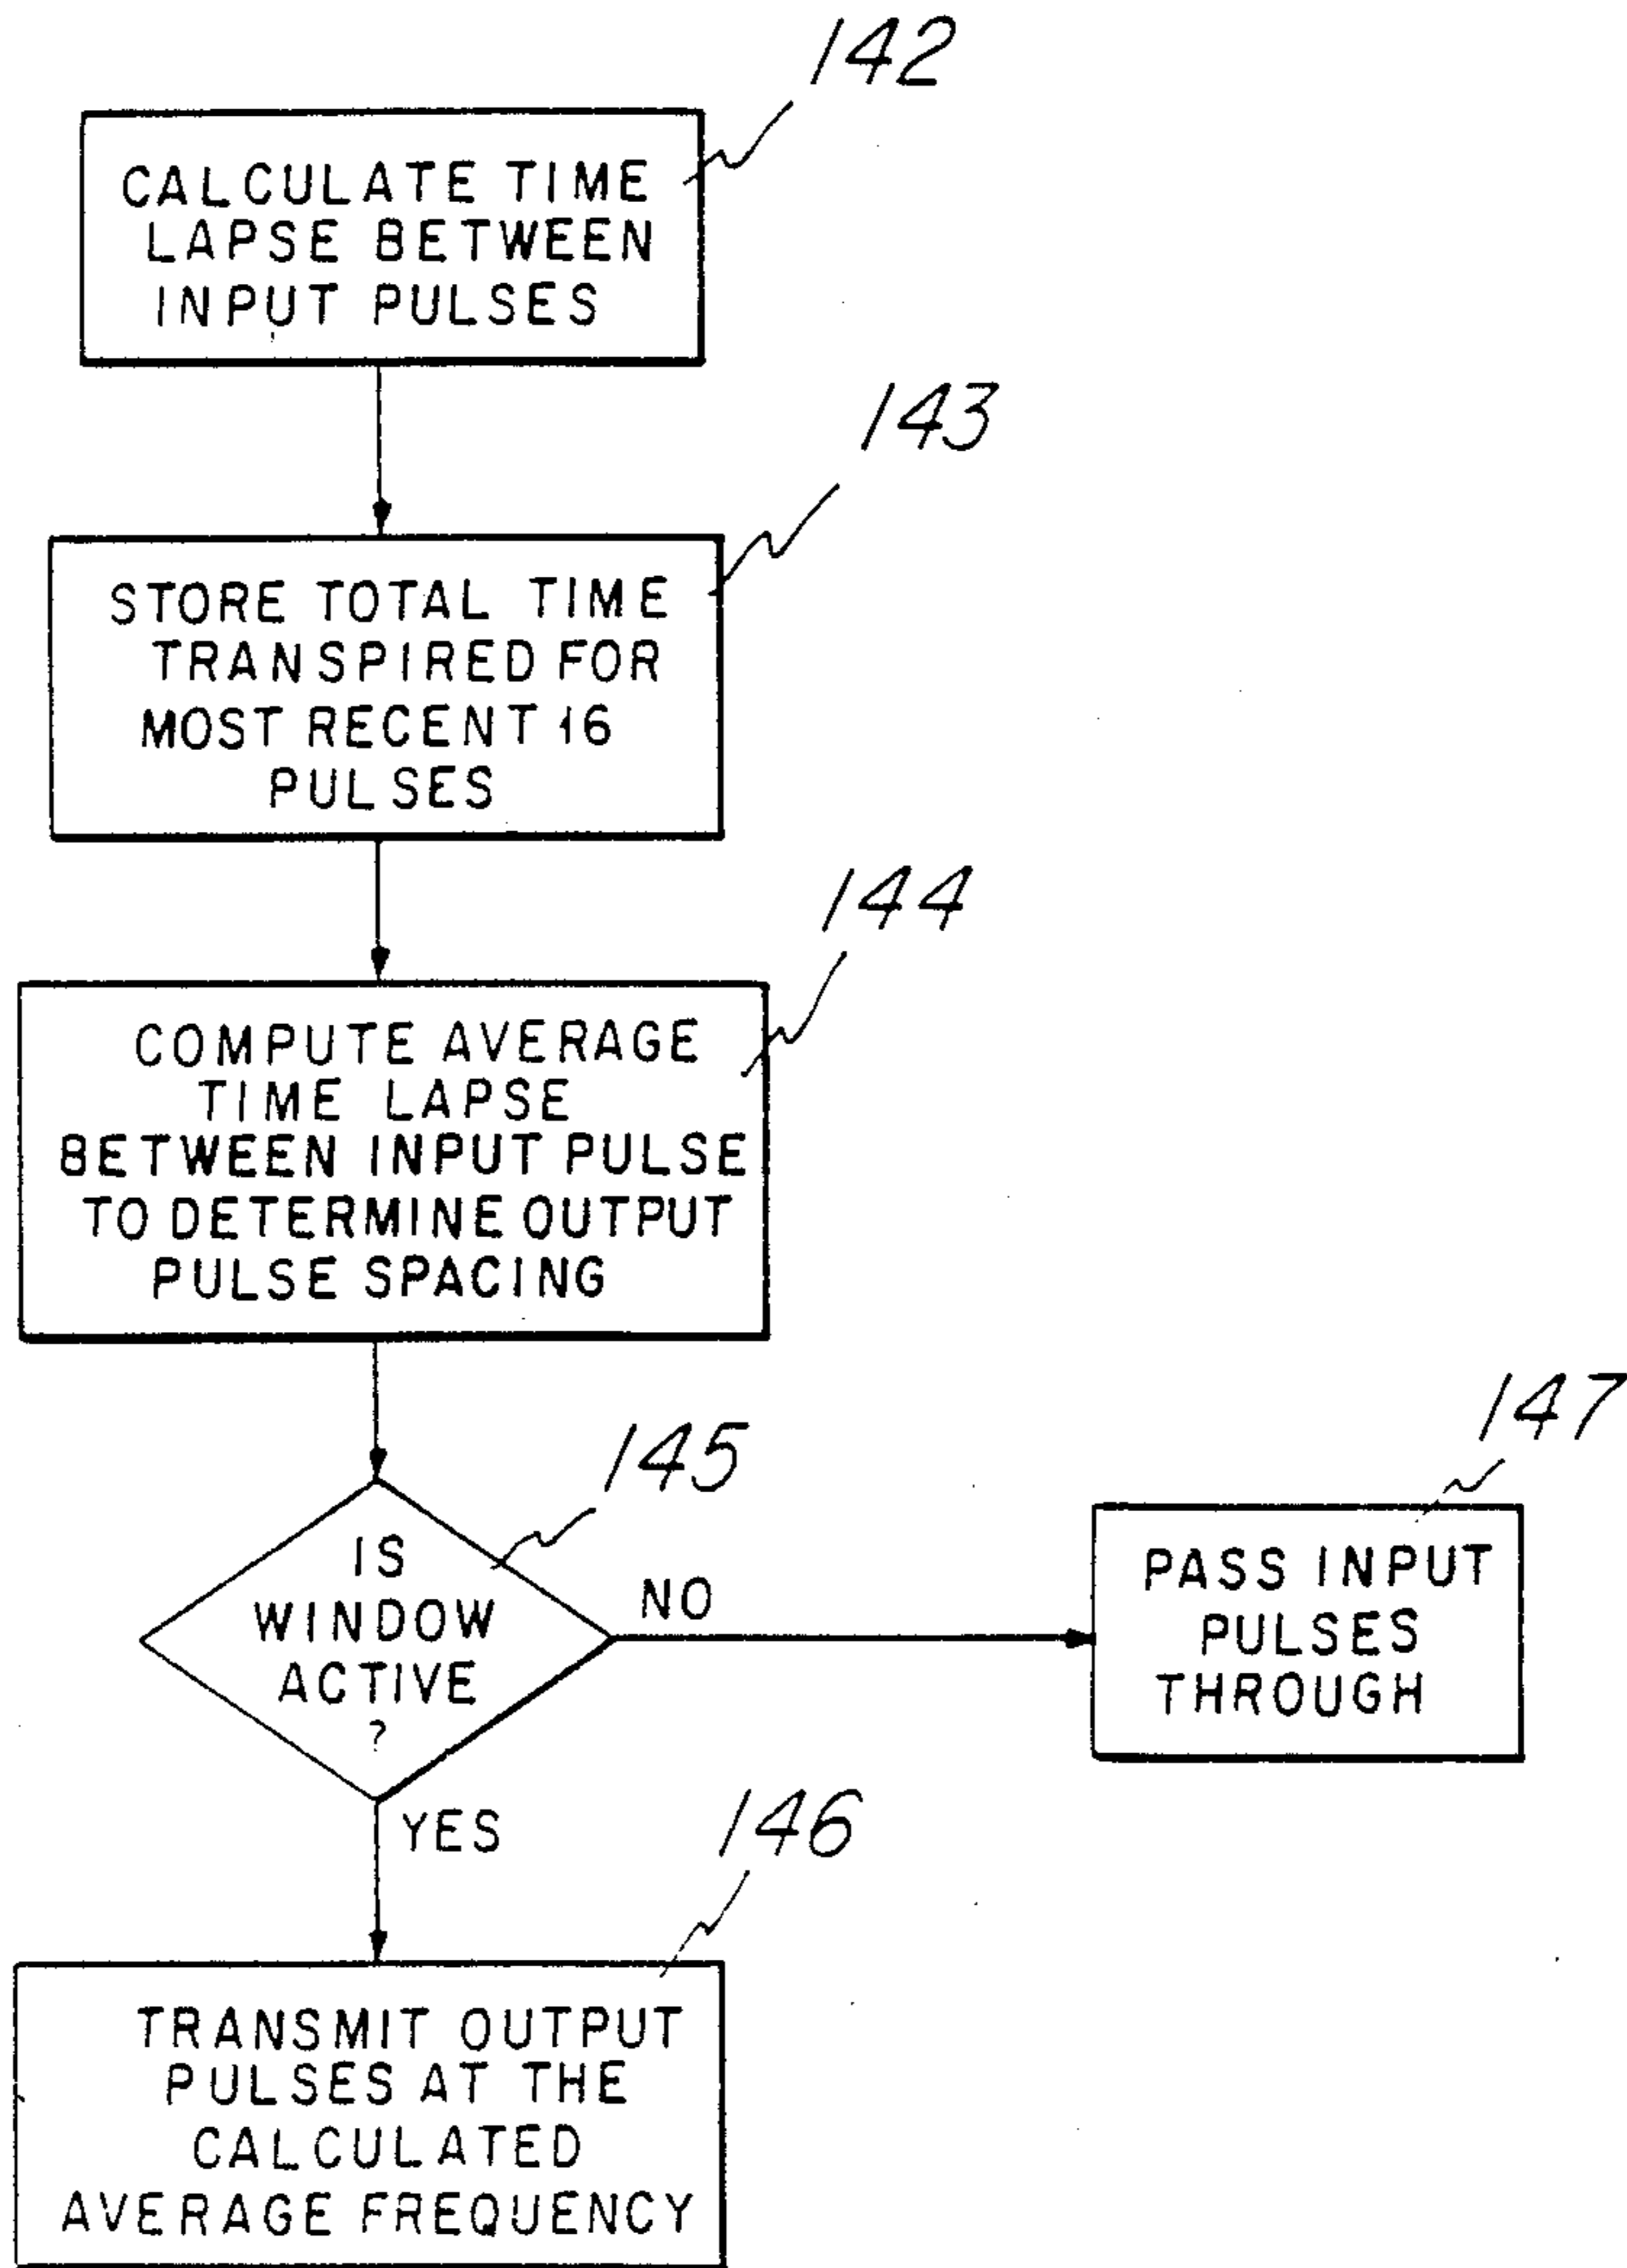 142
CALCULATE TIME
LAPSE BETWEEN
INPUT PULSES
143
STORE TOTAL TIME
TRANSPIRED FOR
MOST RECENT 16
PULSES
144
COMPUTE AVERAGE
TIME LAPSE
BETWEEN INPUT PULSE
TO DETERMINE OUTPUT
PULSE SPACING
145
IS
WINDOW
ACTIVE
?
NO
147
PASS INPUT
PULSES
THROUGH
YES
146
TRANSMIT OUTPUT
PULSES AT THE
CALCULATED
AVERAGE FREQUENCY